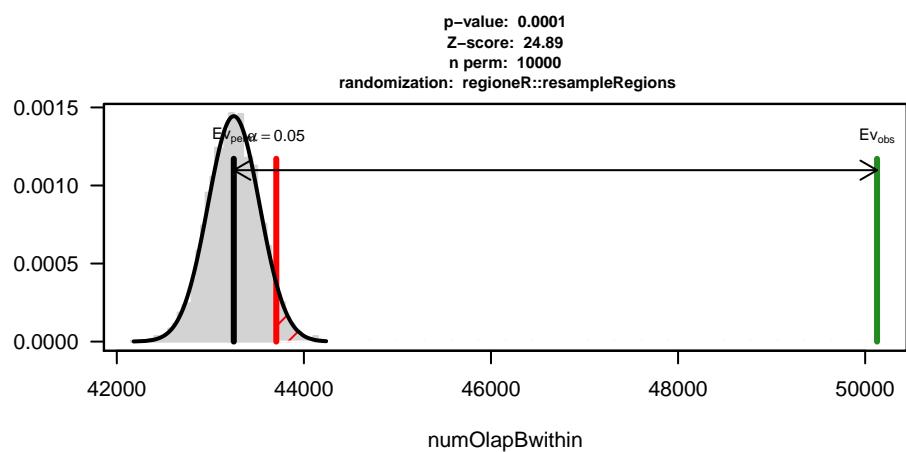 p-value: 0.0001
Z-score: 24.89
n perm: 10000
randomization: regioneR::resampleRegions
0.0015
Ev_perm α = 0.05 Ev_obs
0.0010
0.0005
0.0000
42000 44000 46000 48000 50000
numOlapBwithin